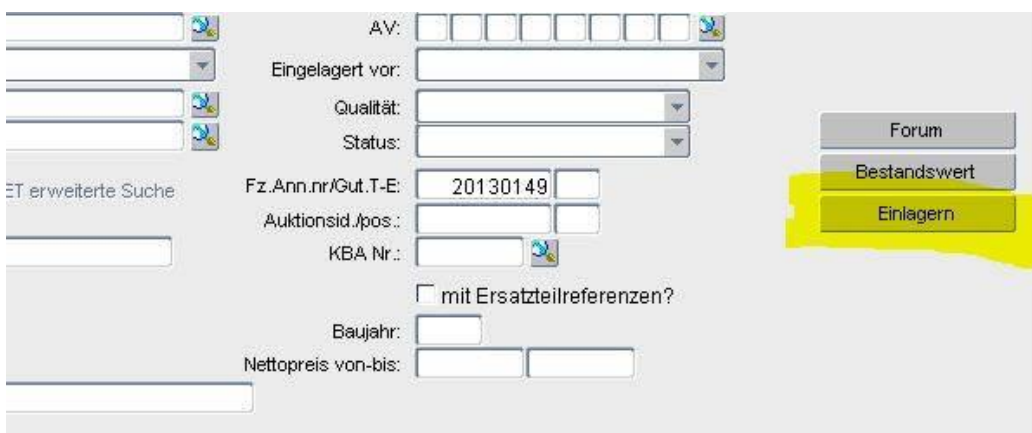 AV:
Eingelagert vor:
Qualität:
Status:
Forum
Bestandswert
Einlagern
ET erweiterte Suche
Fz.Ann.nr/Gut.T-E: 20130149
Auktionsid./pos.:
KBA Nr.:
mit Ersatzteilreferenzen?
Baujahr:
Nettopreis von-bis: